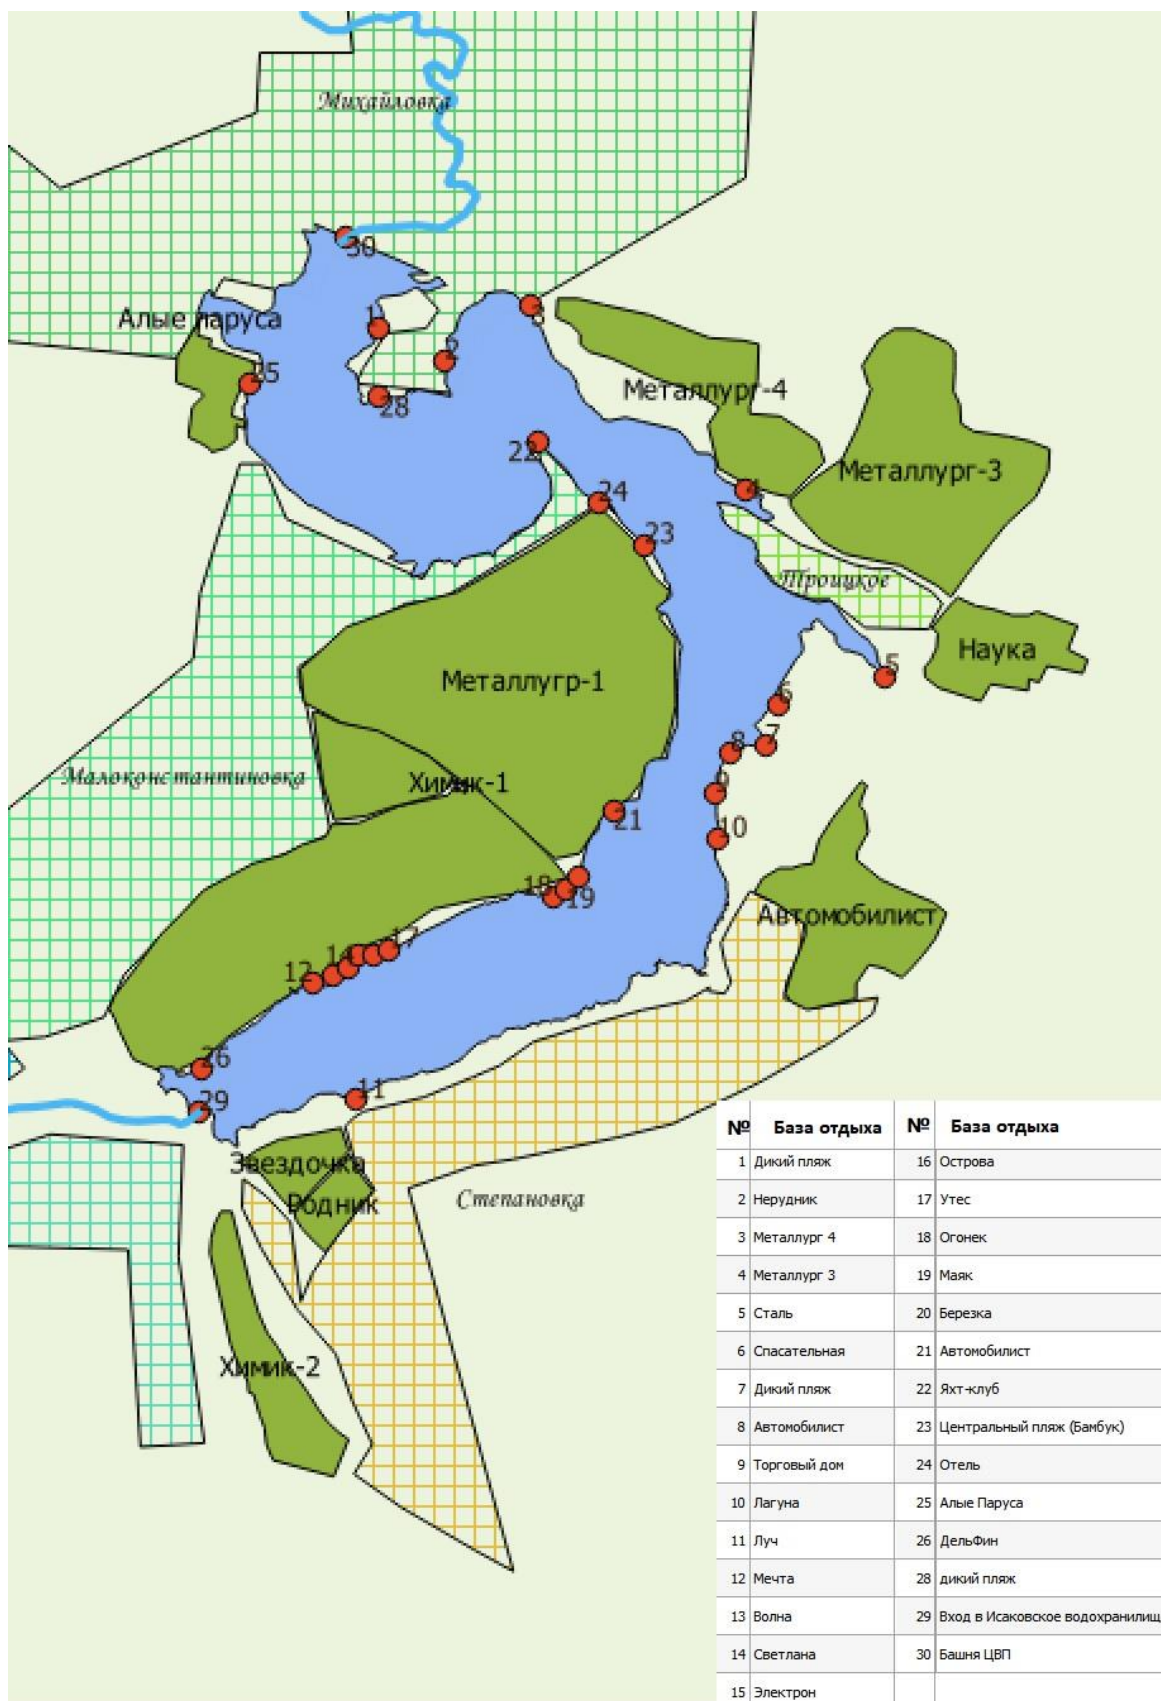 Михайловка
30
Алые паруса
1
3
2
25
28
Металлург-4
22
Металлург-3
4
24
23
Троицкое
Наука
5
Металлугр-1
6
7
8
Малоконстантиновка
Химик-1
9
21
10
18
19
Автомобилист
17
14
12
26
11
29
Звездочка
Родник
Степановка
Химик-2
№ База отдыха № База отдыха
1 Дикий пляж 16 Острова
2 Нерудник 17 Утес
3 Металлург 4 18 Огонек
4 Металлург 3 19 Маяк
5 Сталь 20 Березка
6 Спасательная 21 Автомобилист
7 Дикий пляж 22 Яхт-клуб
8 Автомобилист 23 Центральный пляж (Бамбук)
9 Торговый дом 24 Отель
10 Лагуна 25 Алые Паруса
11 Луч 26 ДельФин
12 Мечта 28 дикий пляж
13 Волна 29 Вход в Исаковское водохранилищ
14 Светлана 30 Башня ЦВП
15 Электрон